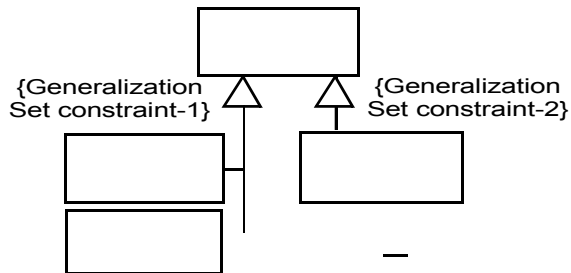 {Generalization
Set constraint-1}
{Generalization
Set constraint-2}